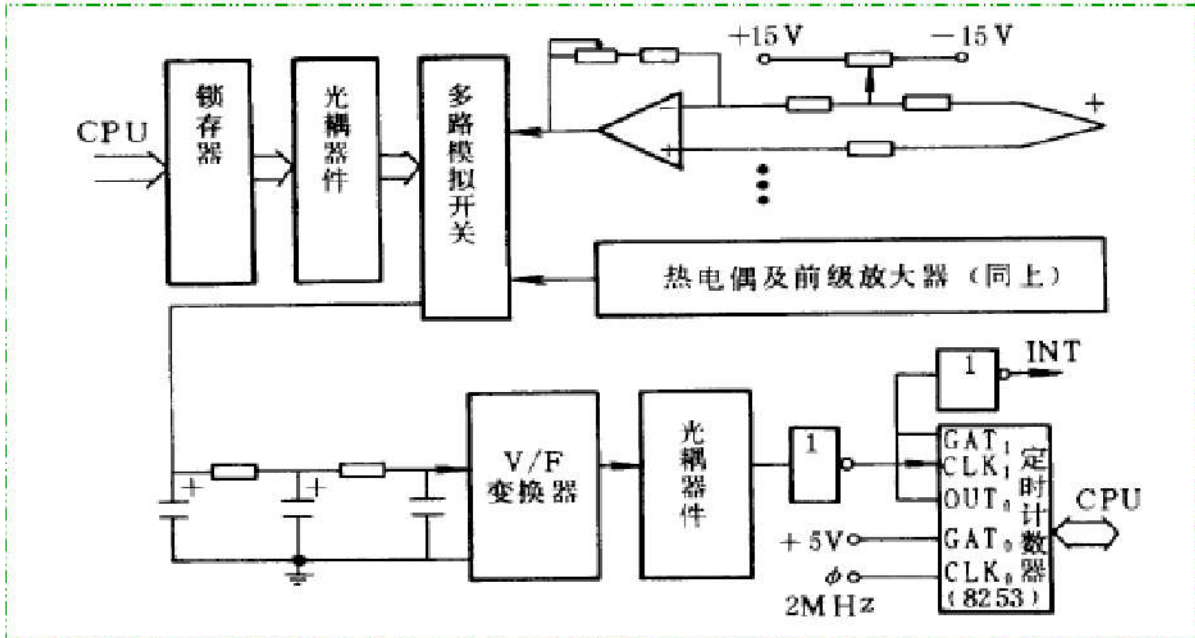 CPU
锁存器
光耦器件
多路模拟开关
+15V
-15V
-
+
+
热电偶及前级放大器(同上)
+
+
V/F
变换器
光耦器件
1
1
INT
GAT₁
CLK₁
OUT₀
GAT₀
CLK₀
定时计数器
(8253)
+5V
ϕ
2MHz
CPU